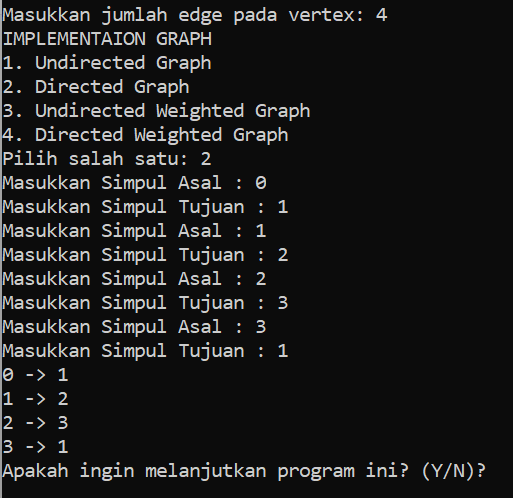 Masukkan jumlah edge pada vertex: 4
IMPLEMENTAION GRAPH
1. Undirected Graph
2. Directed Graph
3. Undirected Weighted Graph
4. Directed Weighted Graph
Pilih salah satu: 2
Masukkan Simpul Asal : 0
Masukkan Simpul Tujuan : 1
Masukkan Simpul Asal : 1
Masukkan Simpul Tujuan : 2
Masukkan Simpul Asal : 2
Masukkan Simpul Tujuan : 3
Masukkan Simpul Asal : 3
Masukkan Simpul Tujuan : 1
0 -> 1
1 -> 2
2 -> 3
3 -> 1
Apakah ingin melanjutkan program ini? (Y/N)?